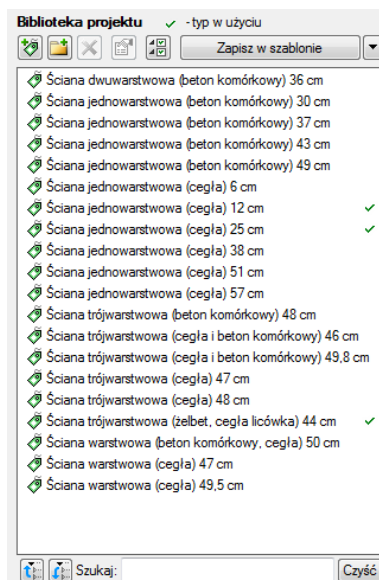 Biblioteka projektu ✓ - typ w użyciu
Zapisz w szablonie
Ściana dwuwarstwowa (beton komórkowy) 36 cm
Ściana jednowarstwowa (beton komórkowy) 30 cm
Ściana jednowarstwowa (beton komórkowy) 37 cm
Ściana jednowarstwowa (beton komórkowy) 43 cm
Ściana jednowarstwowa (beton komórkowy) 49 cm
Ściana jednowarstwowa (cegła) 6 cm
Ściana jednowarstwowa (cegła) 12 cm ✓
Ściana jednowarstwowa (cegła) 25 cm ✓
Ściana jednowarstwowa (cegła) 38 cm
Ściana jednowarstwowa (cegła) 51 cm
Ściana jednowarstwowa (cegła) 57 cm
Ściana trójwarstwowa (beton komórkowy) 48 cm
Ściana trójwarstwowa (cegła i beton komórkowy) 46 cm
Ściana trójwarstwowa (cegła i beton komórkowy) 49,8 cm
Ściana trójwarstwowa (cegła) 47 cm
Ściana trójwarstwowa (cegła) 48 cm
Ściana trójwarstwowa (żelbet, cegła licówka) 44 cm ✓
Ściana warstwowa (beton komórkowy, cegła) 50 cm
Ściana warstwowa (cegła) 47 cm
Ściana warstwowa (cegła) 49,5 cm
Szukaj: Czyść